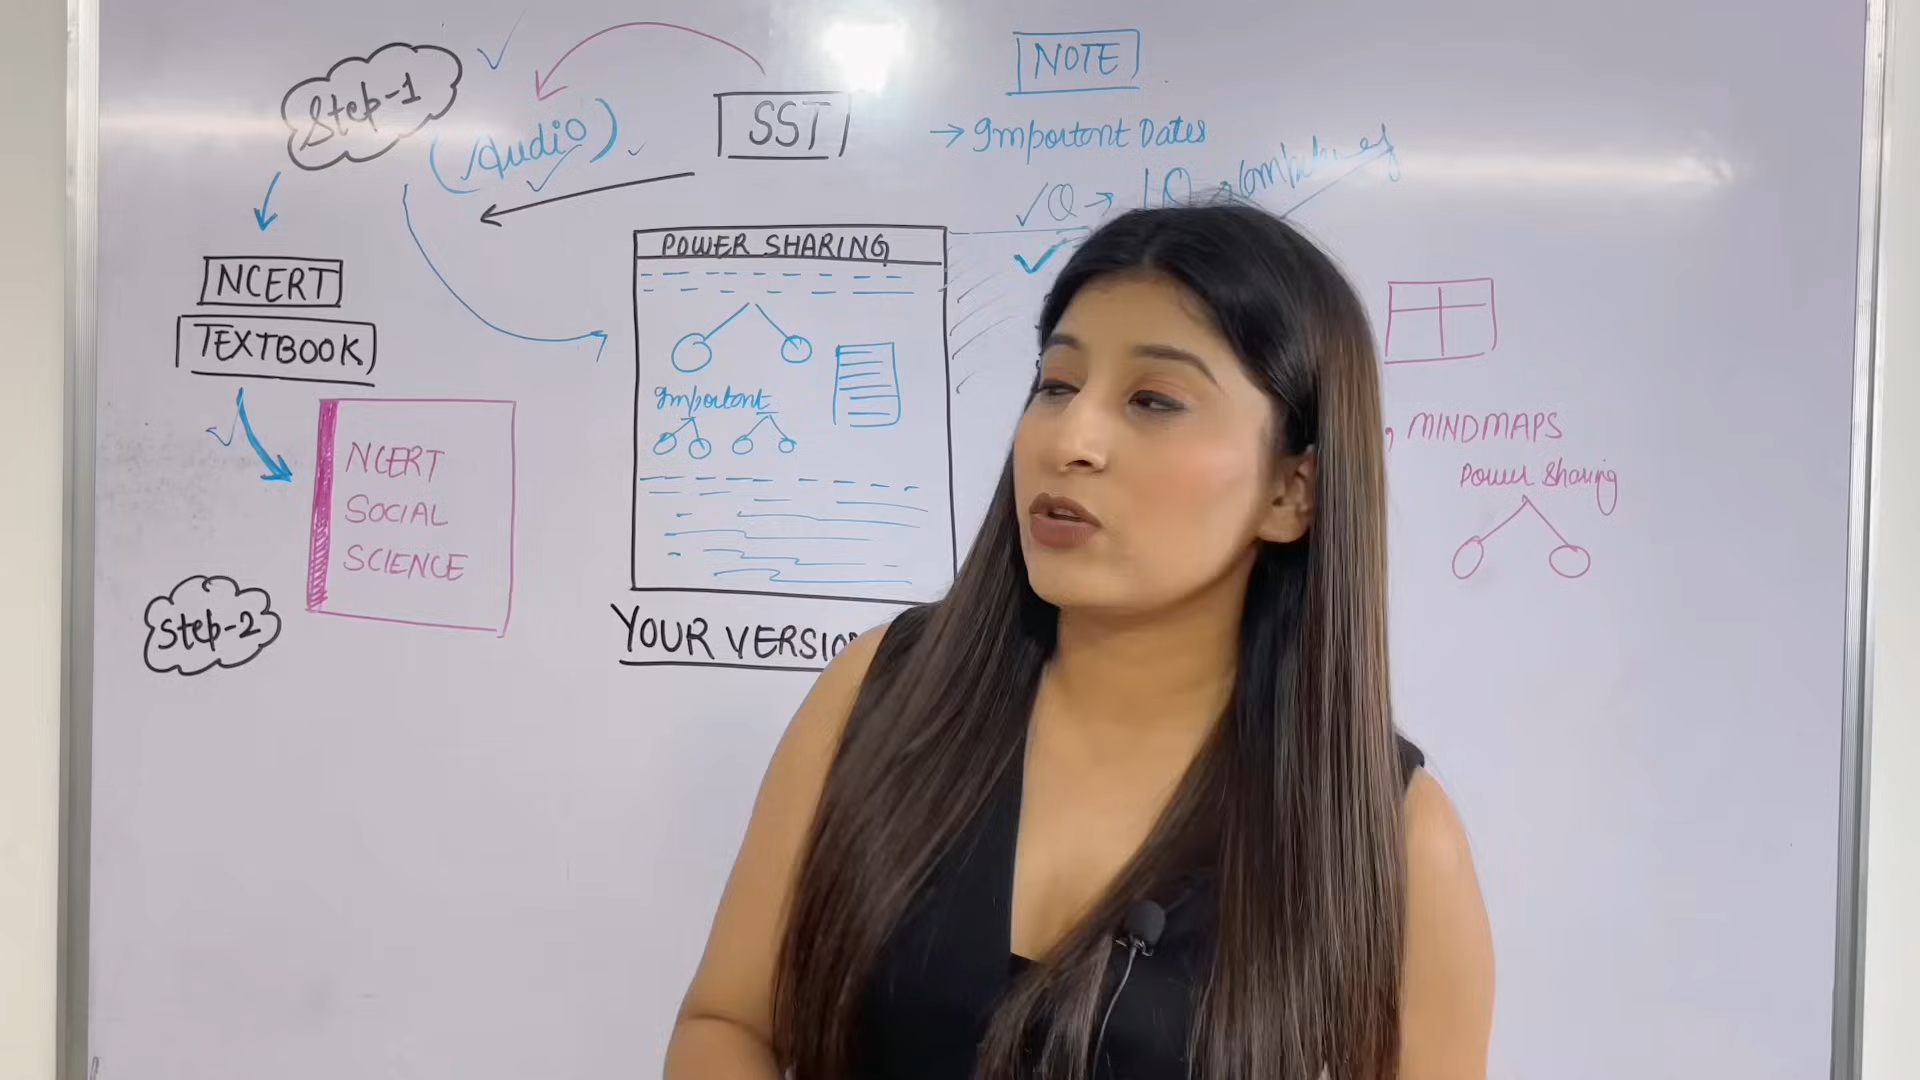 Step-1
(Audio)
SST
NOTE
→ Important Dates
✓Q →
NCERT
TEXTBOOK
NCERT
SOCIAL
SCIENCE
Step-2
POWER SHARING
Important
YOUR
, MINDMAPS
Power Sharing